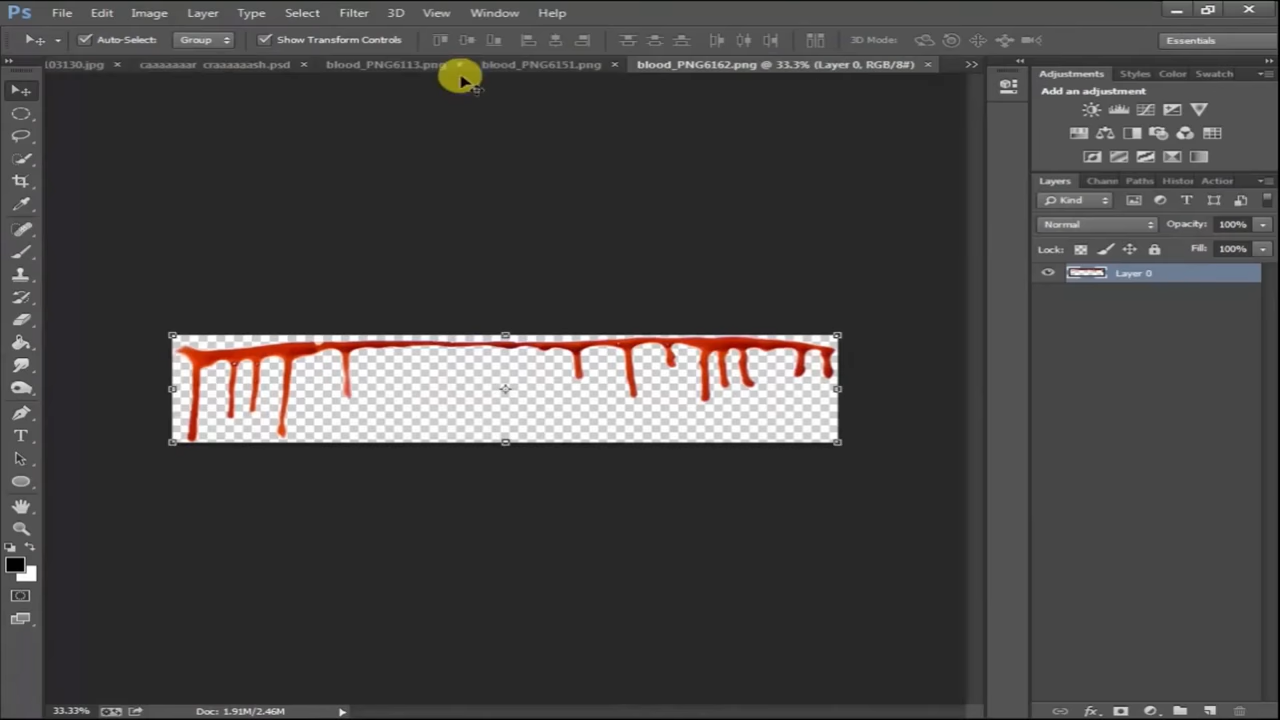 Ps File Edit Image Layer Type Select Filter 3D View Window Help
Auto-Select: Group Show Transform Controls 3D Mode: Essentials
103130.jpg caaaaaaar craaaaaash.psd blood_PNG6113.png blood_PNG6151.png blood_PNG6162.png @ 33.3% (Layer 0, RGB/8#)
Adjustments Styles Color Swatch
Add an adjustment
Layers Chann Paths Histor Action
Kind
Normal Opacity: 100%
Lock: Fill: 100%
Layer 0
33.33% Doc: 1.91M/2.46M